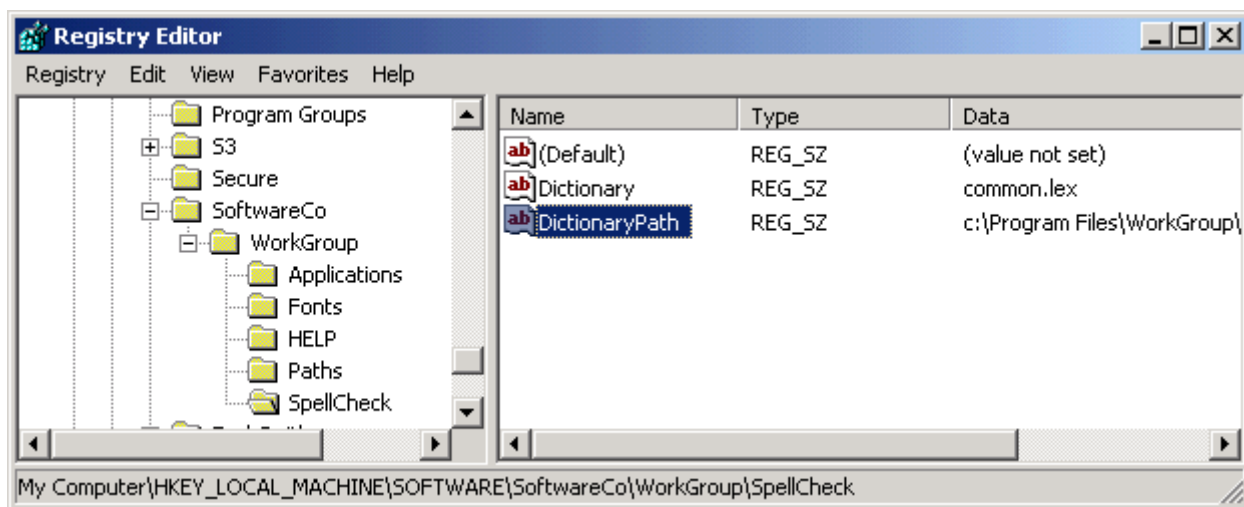 Registry Editor
Registry Edit View Favorites Help
Program Groups
S3
Secure
SoftwareCo
WorkGroup
Applications
Fonts
HELP
Paths
SpellCheck
Name Type Data
(Default) REG_SZ (value not set)
Dictionary REG_SZ common.lex
DictionaryPath REG_SZ c:\Program Files\WorkGroup\
My Computer\HKEY_LOCAL_MACHINE\SOFTWARE\SoftwareCo\WorkGroup\SpellCheck